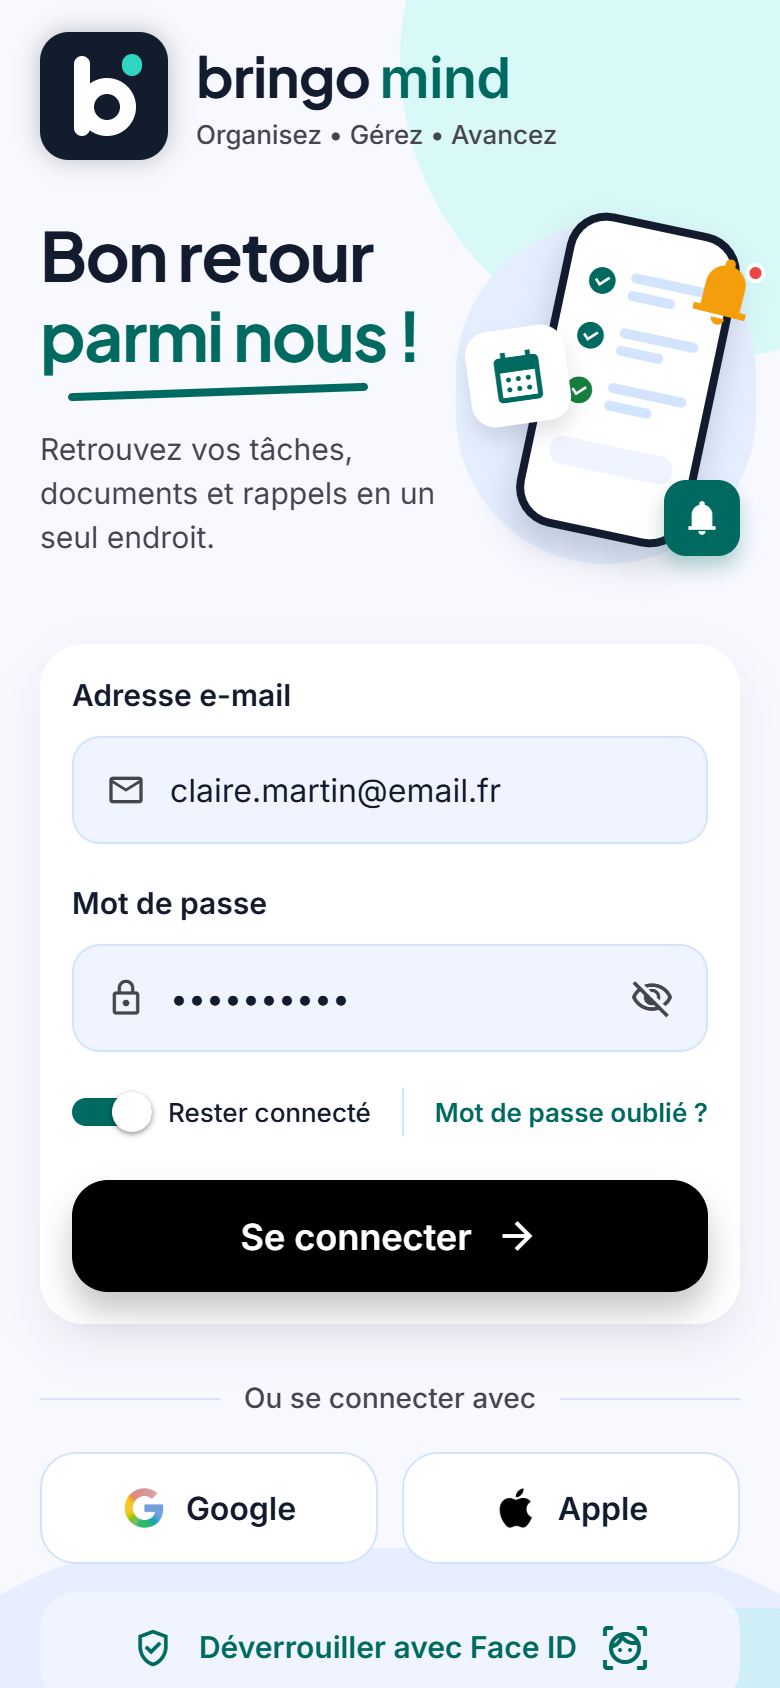 bringo mind
Organisez • Gérez • Avancez
Bon retour
parmi nous !
Retrouvez vos tâches,
documents et rappels en un
seul endroit.
Adresse e-mail
claire.martin@email.fr
Mot de passe
••••••••••
Rester connecté
Mot de passe oublié ?
Se connecter →
Ou se connecter avec
Google
Apple
Déverrouiller avec Face ID